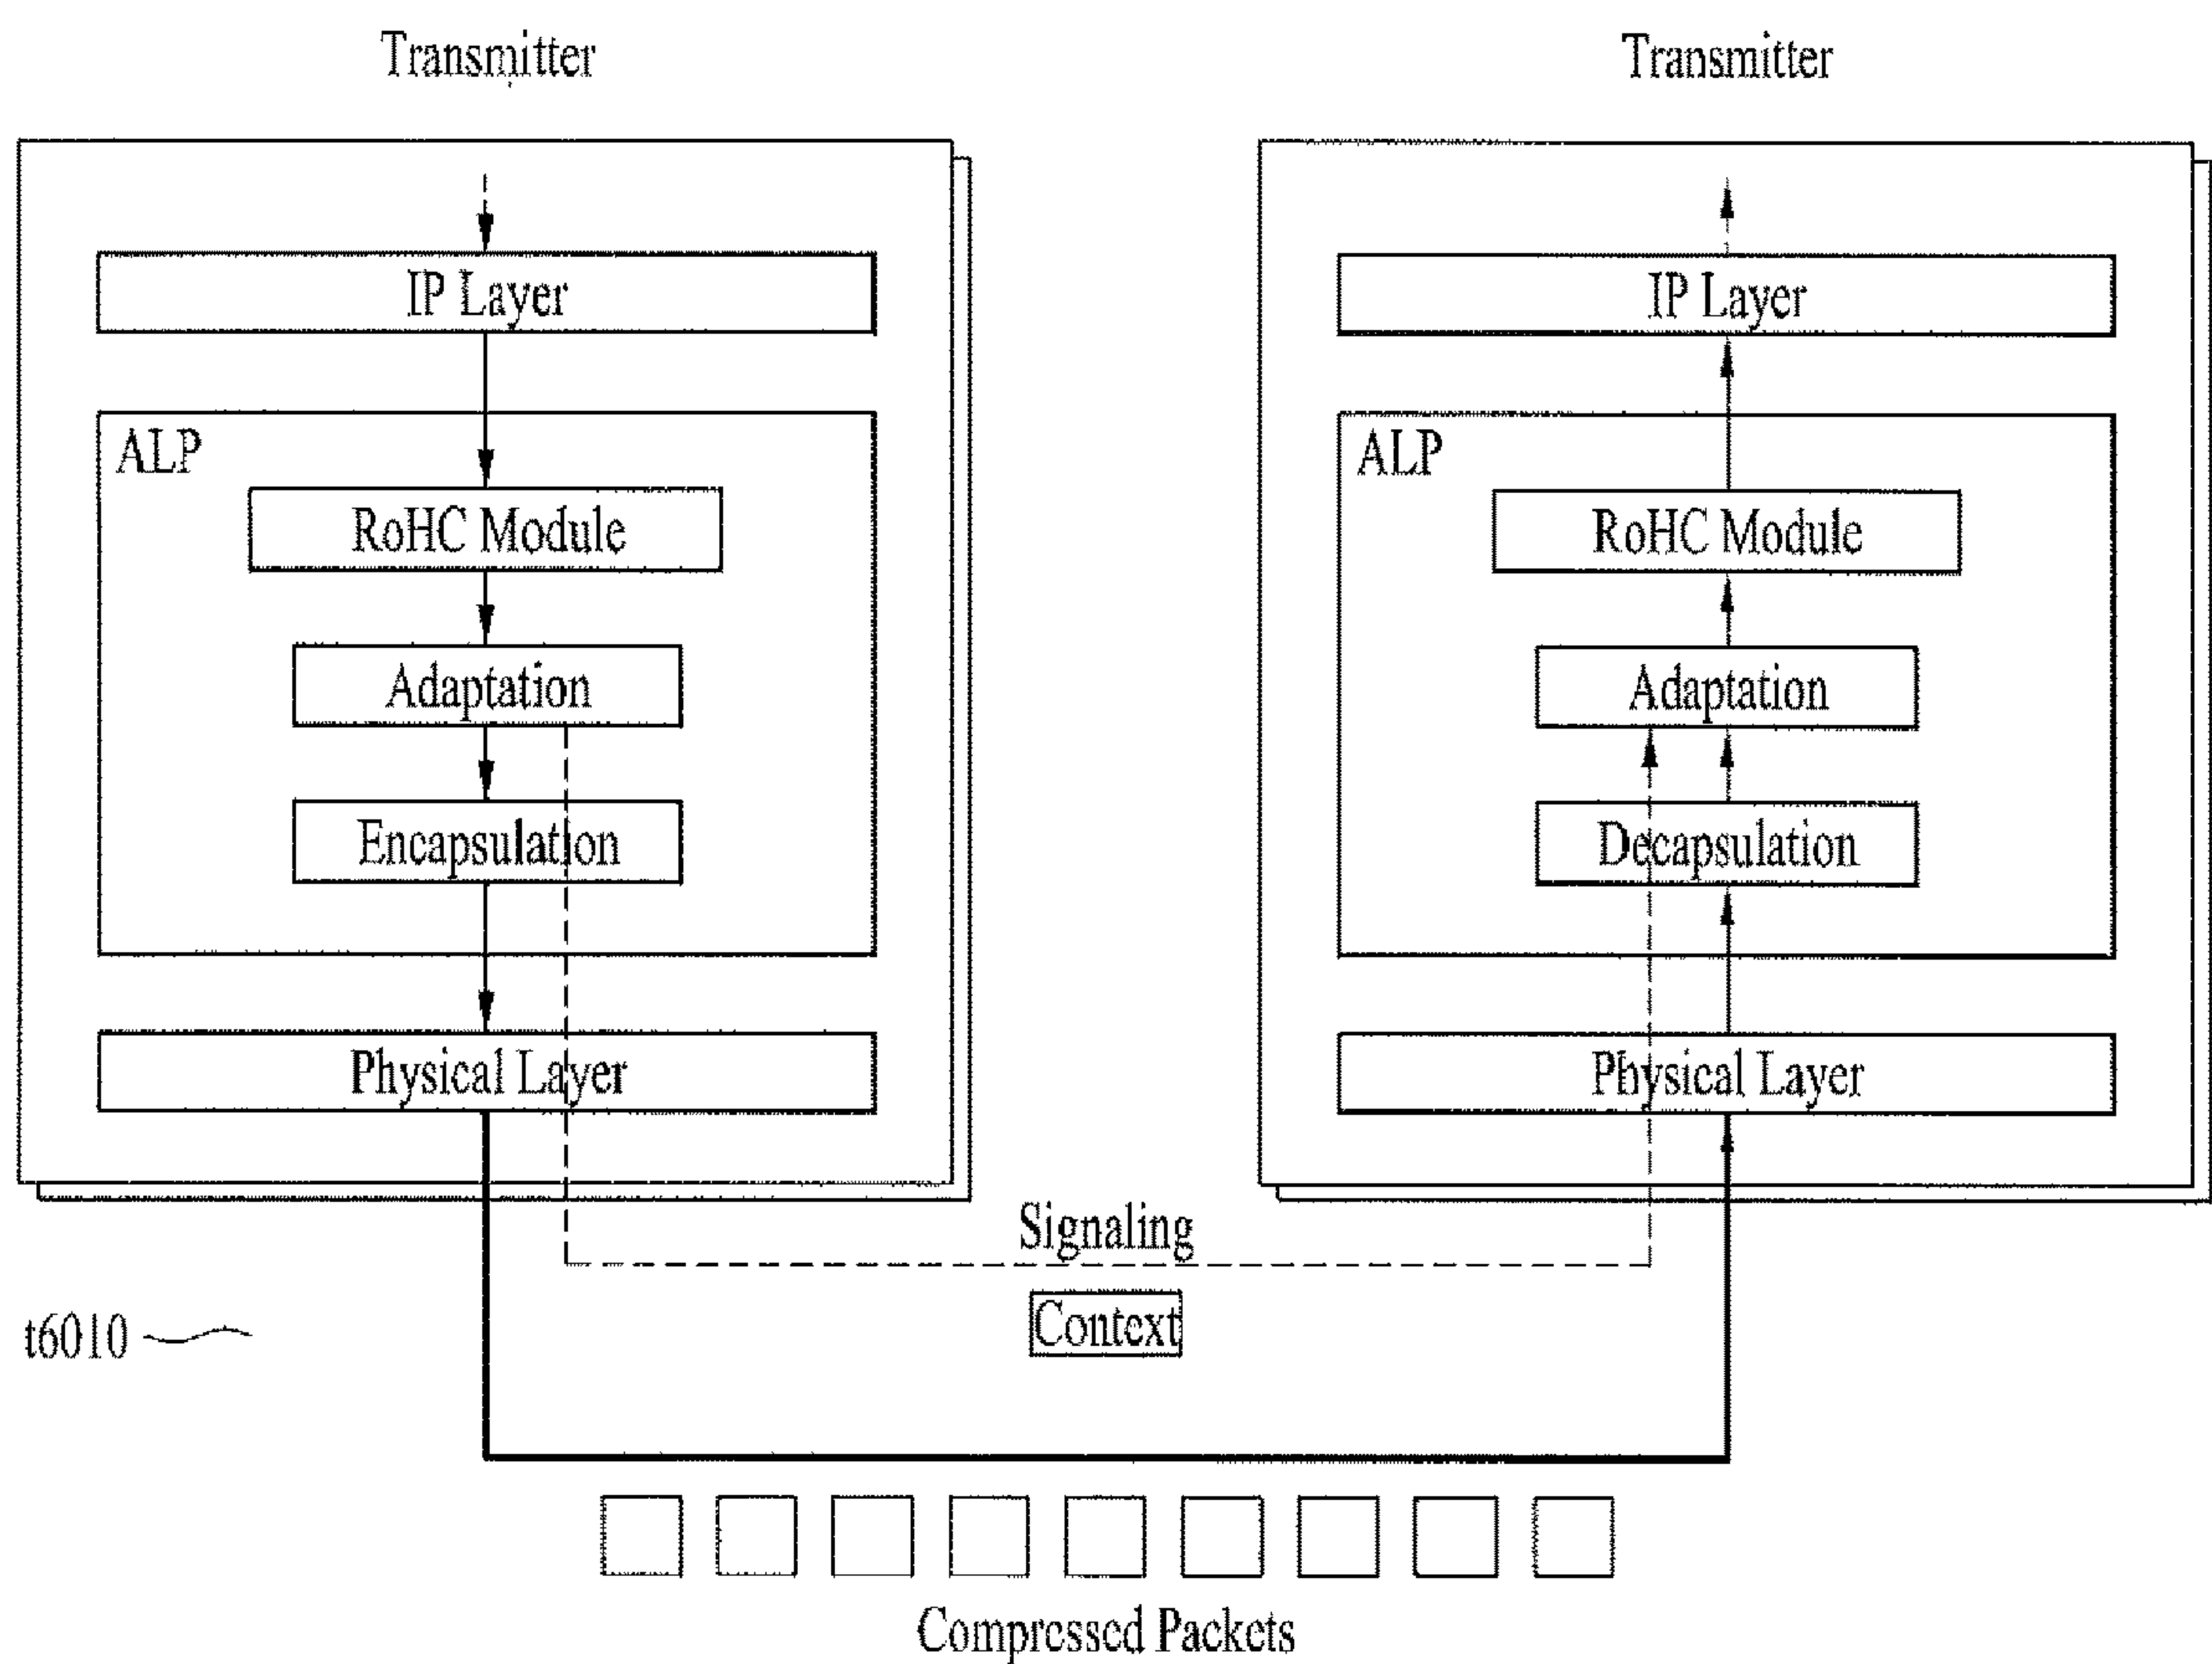 Transmitter
IP Layer
ALP
RoHC Module
Adaptation
Encapsulation
Physical Layer
Transmitter
IP Layer
ALP
RoHC Module
Adaptation
Decapsulation
Physical Layer
Signaling
Context
t6010
Compressed Packets